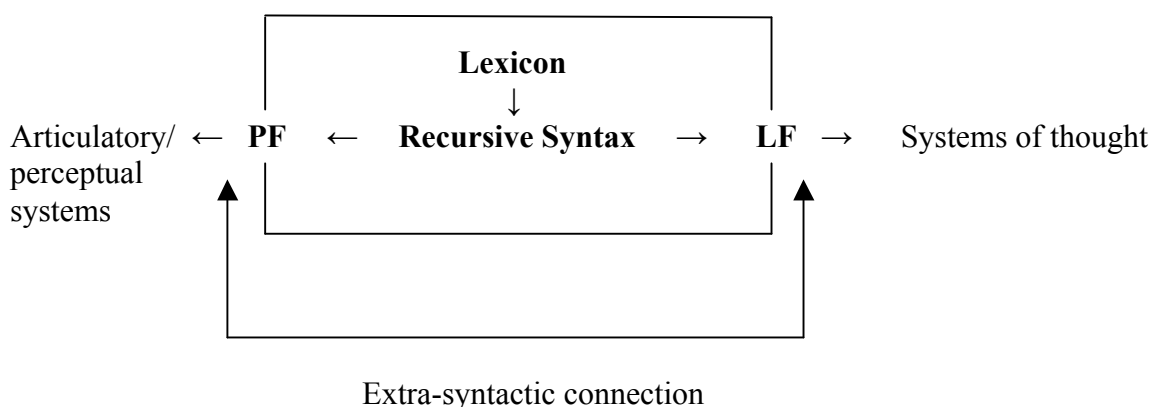 Lexicon
↓
Articulatory/ ← PF ← Recursive Syntax → LF → Systems of thought
perceptual
systems
Extra-syntactic connection